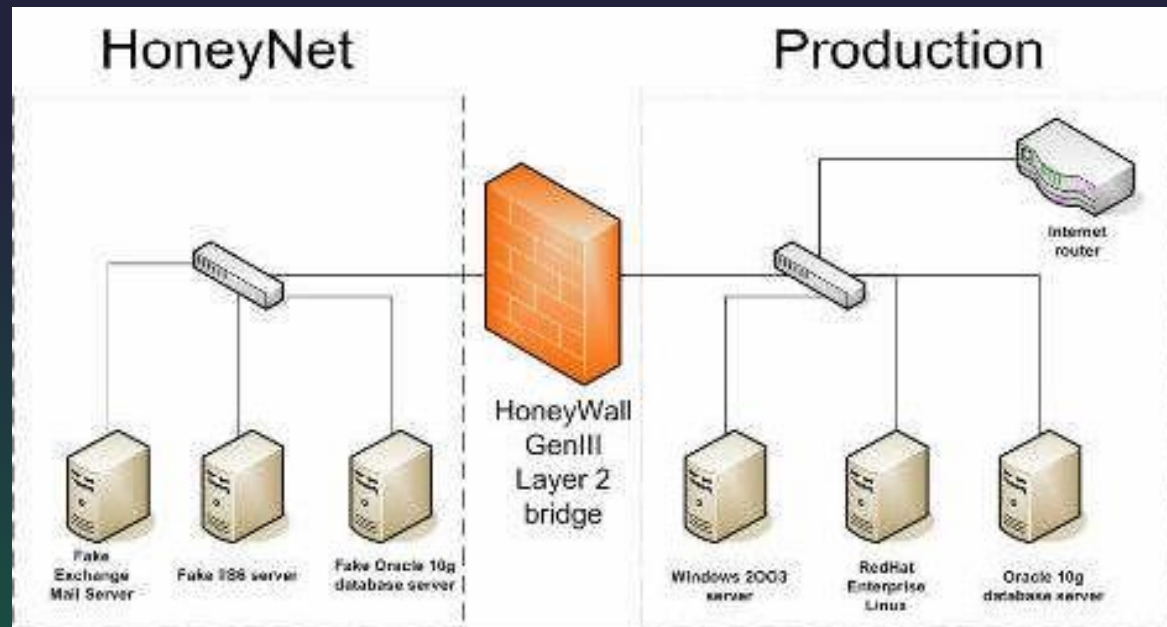 HoneyNet
Production
Internet
router
HoneyWall
GenIII
Layer 2
bridge
Fake
Exchange
Mail Server
Fake IIS6 server
Fake Oracle 10g
database server
Windows 2003
server
RedHat
Enterprise
Linux
Oracle 10g
database server